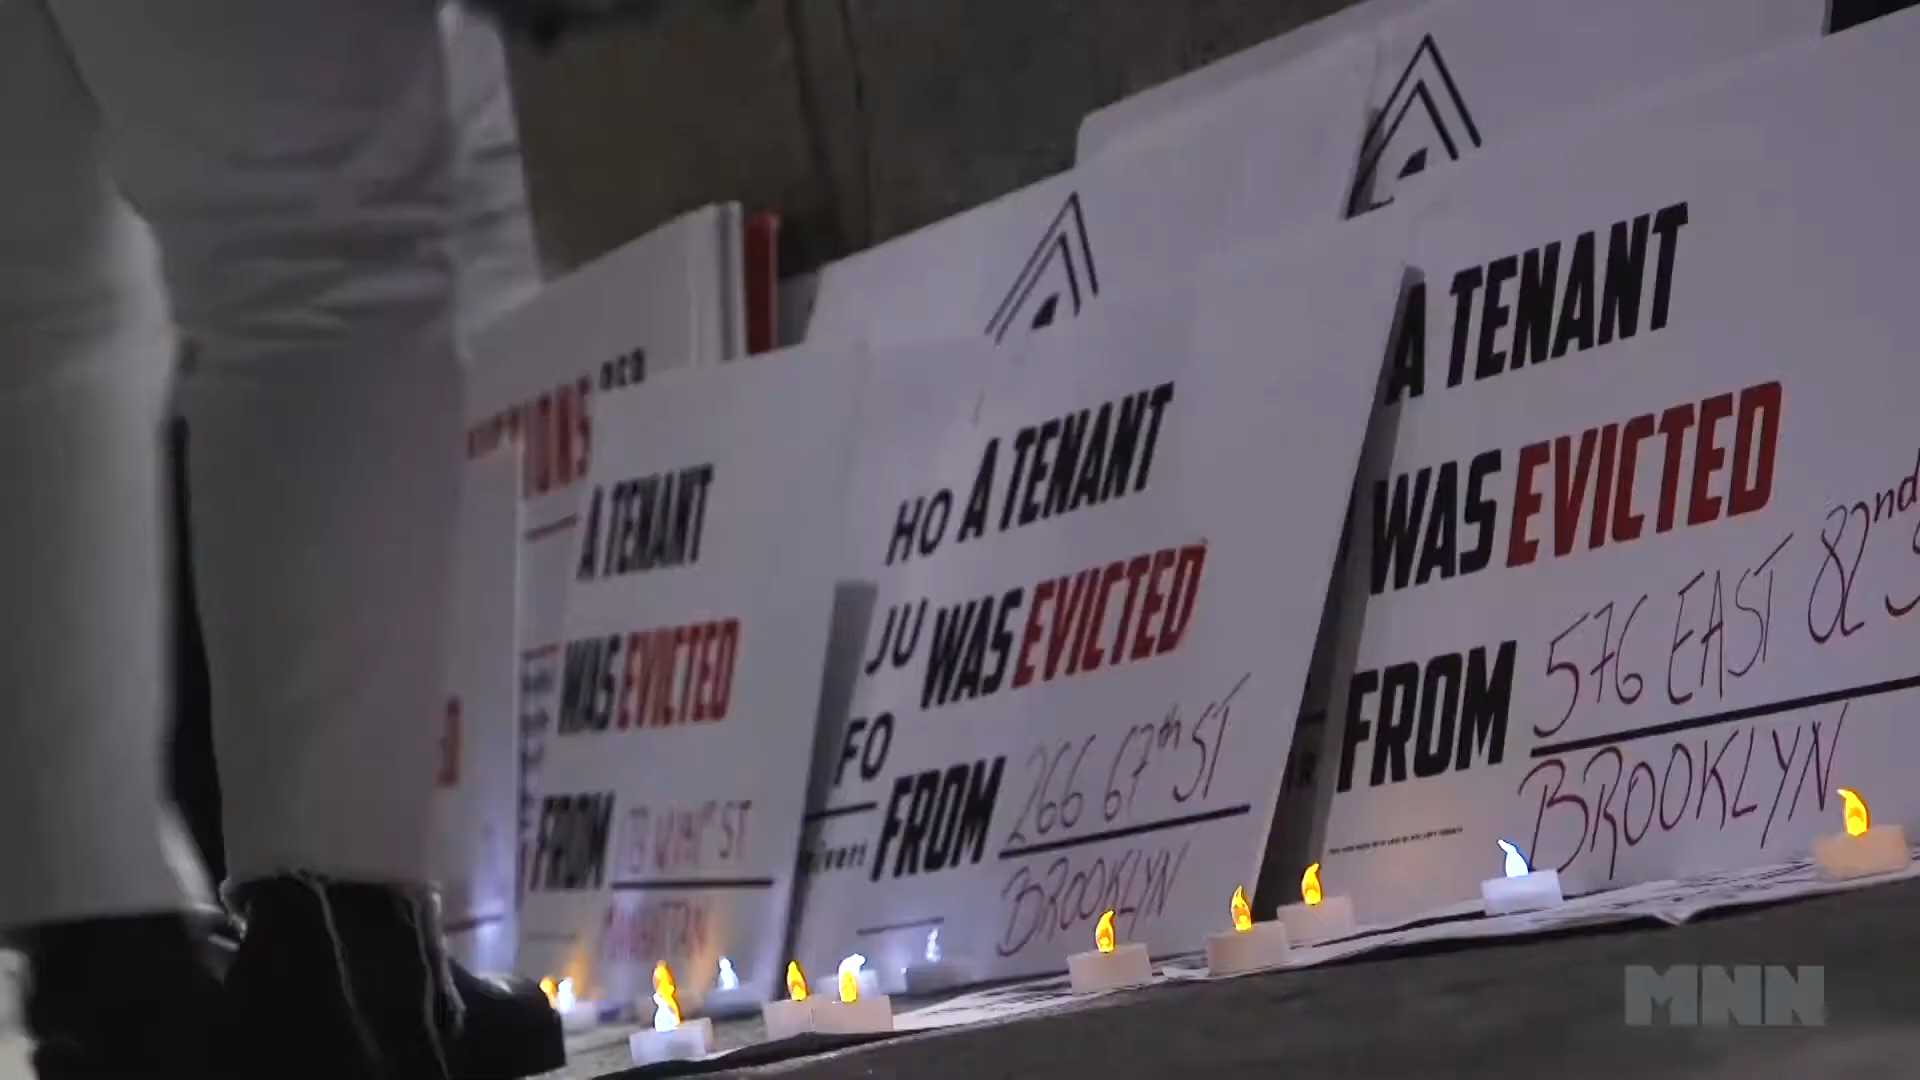 A TENANT
WAS EVICTED
FROM
ST
HO
JU
FO
A TENANT
WAS EVICTED
FROM 266 67th ST
BROOKLYN
A TENANT
WAS EVICTED
FROM 576 EAST 82nd
BROOKLYN
MNN